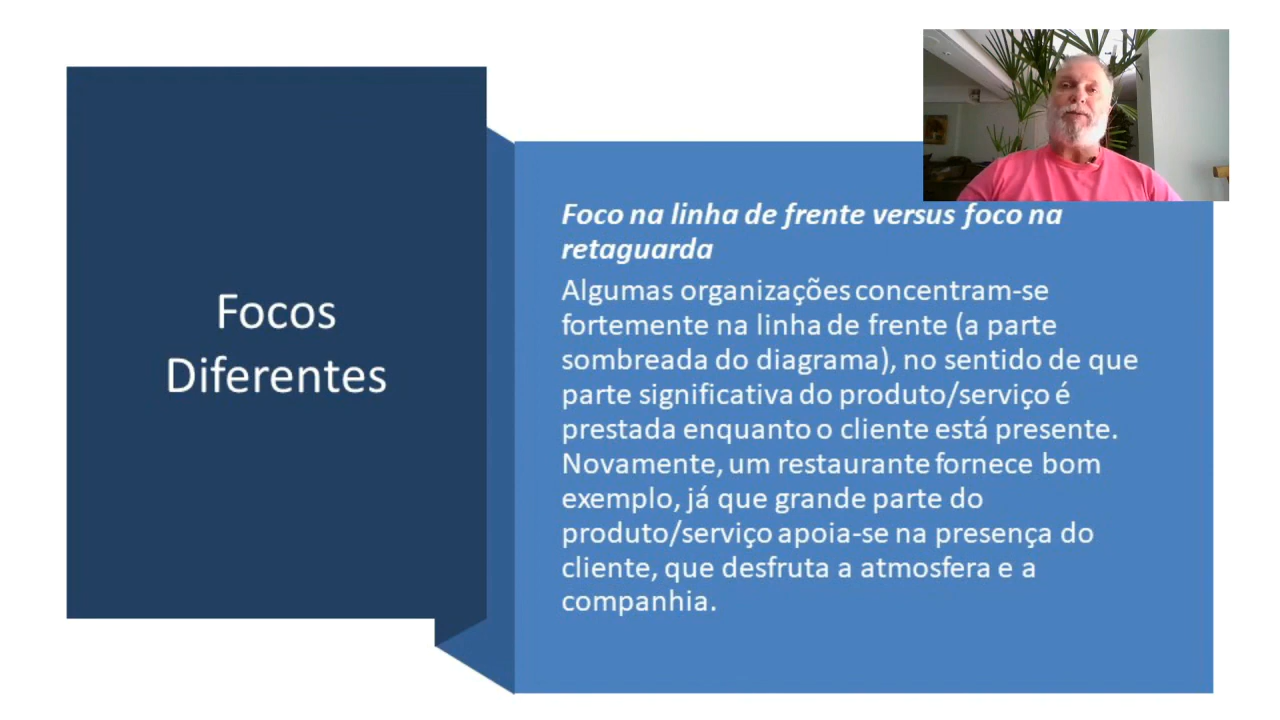 Focos
Diferentes
Foco na linha de frente versus foco na
retaguarda
Algumas organizações concentram-se
fortemente na linha de frente (a parte
sombreada do diagrama), no sentido de que
parte significativa do produto/serviço é
prestada enquanto o cliente está presente.
Novamente, um restaurante fornece bom
exemplo, já que grande parte do
produto/serviço apoia-se na presença do
cliente, que desfruta a atmosfera e a
companhia.